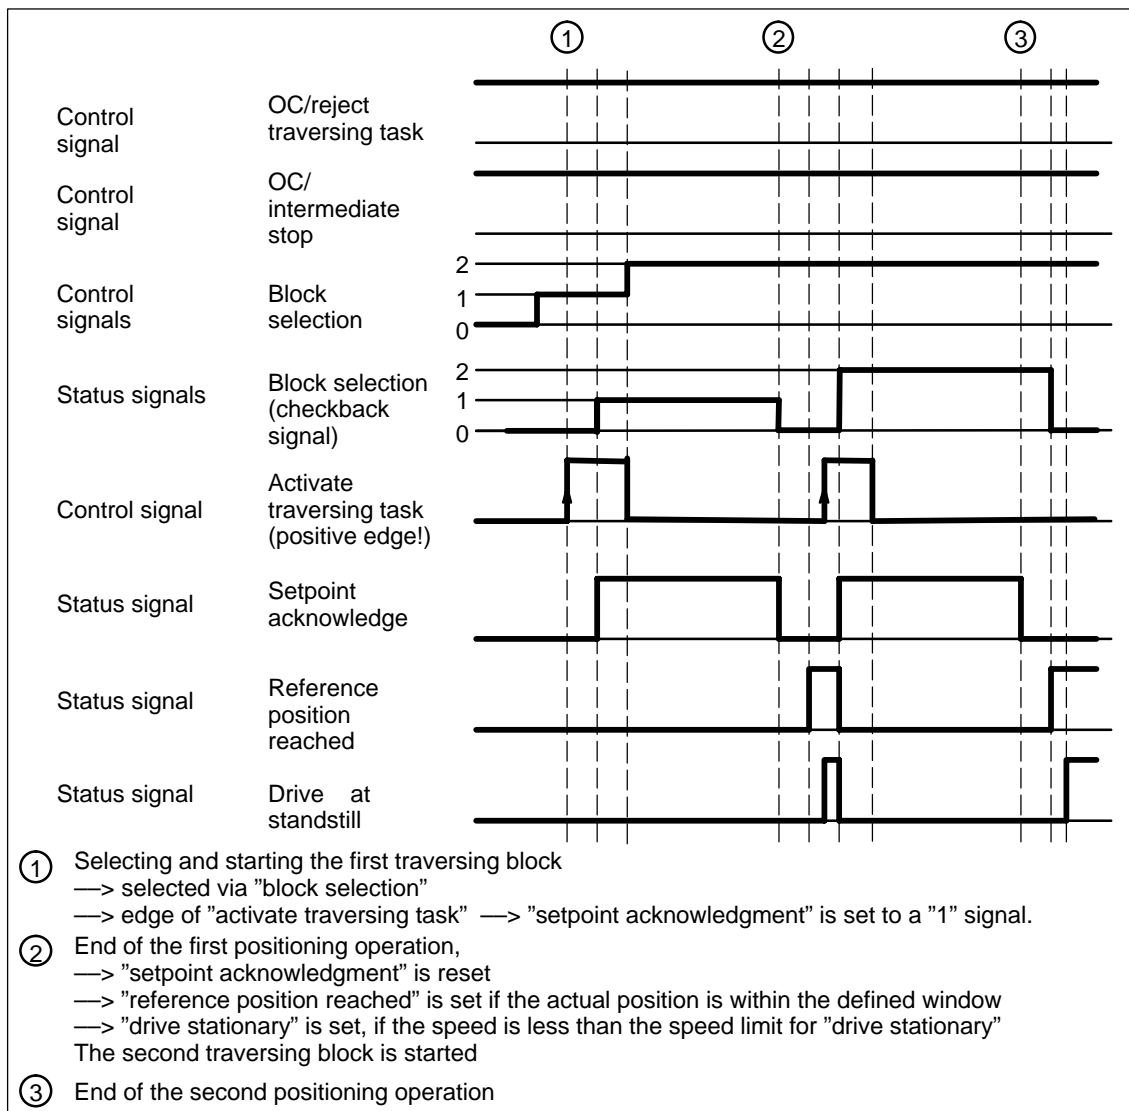 1 2 3
Control
signal
OC/reject
traversing task
Control
signal
OC/
intermediate
stop
Control
signals
Block
selection
2
1
0
Status signals
Block selection
(checkback
signal)
2
1
0
Control signal
Activate
traversing task
(positive edge!)
Status signal
Setpoint
acknowledge
Status signal
Reference
position
reached
Status signal
Drive at
standstill
1 Selecting and starting the first traversing block
—> selected via ”block selection”
—> edge of ”activate traversing task” —> ”setpoint acknowledgment” is set to a ”1” signal.
2 End of the first positioning operation,
—> ”setpoint acknowledgment” is reset
—> ”reference position reached” is set if the actual position is within the defined window
—> ”drive stationary” is set, if the speed is less than the speed limit for ”drive stationary”
The second traversing block is started
3 End of the second positioning operation